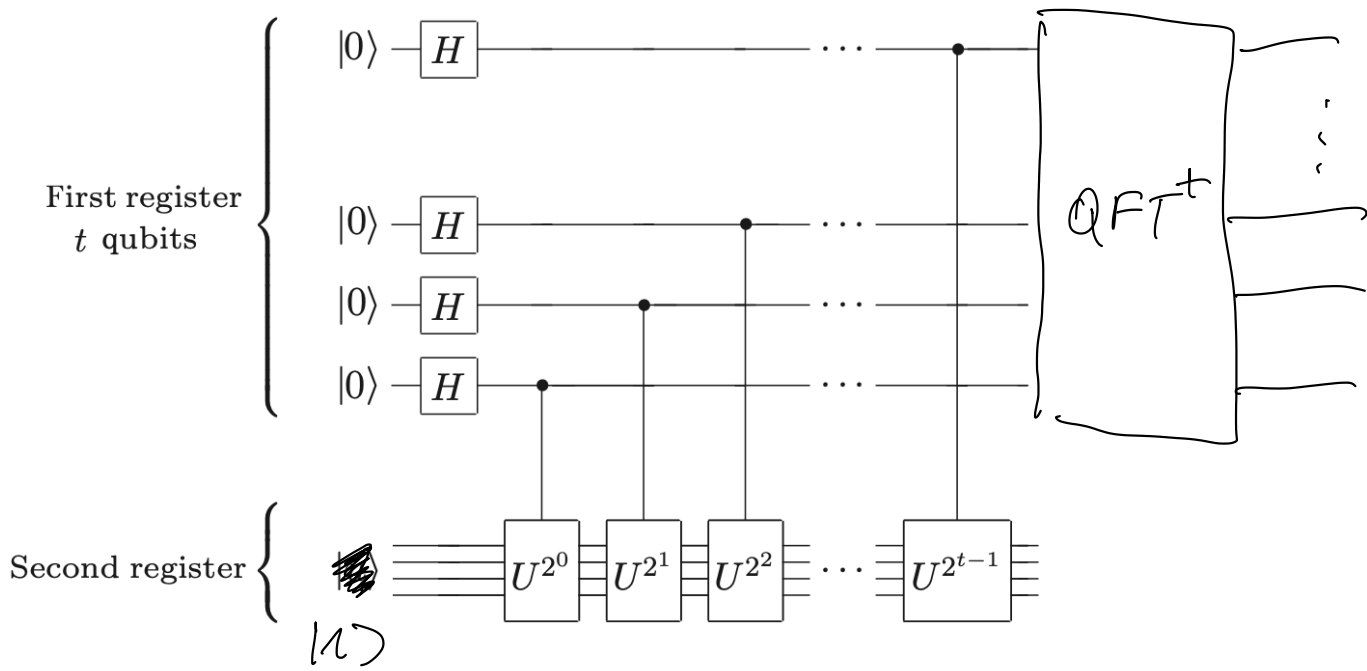 |0⟩ H ···
First register
t qubits
|0⟩ H ···
|0⟩ H ···
|0⟩ H ···
QFT†
Second register
U^{2^0} U^{2^1} U^{2^2} ··· U^{2^{t-1}}
|1⟩